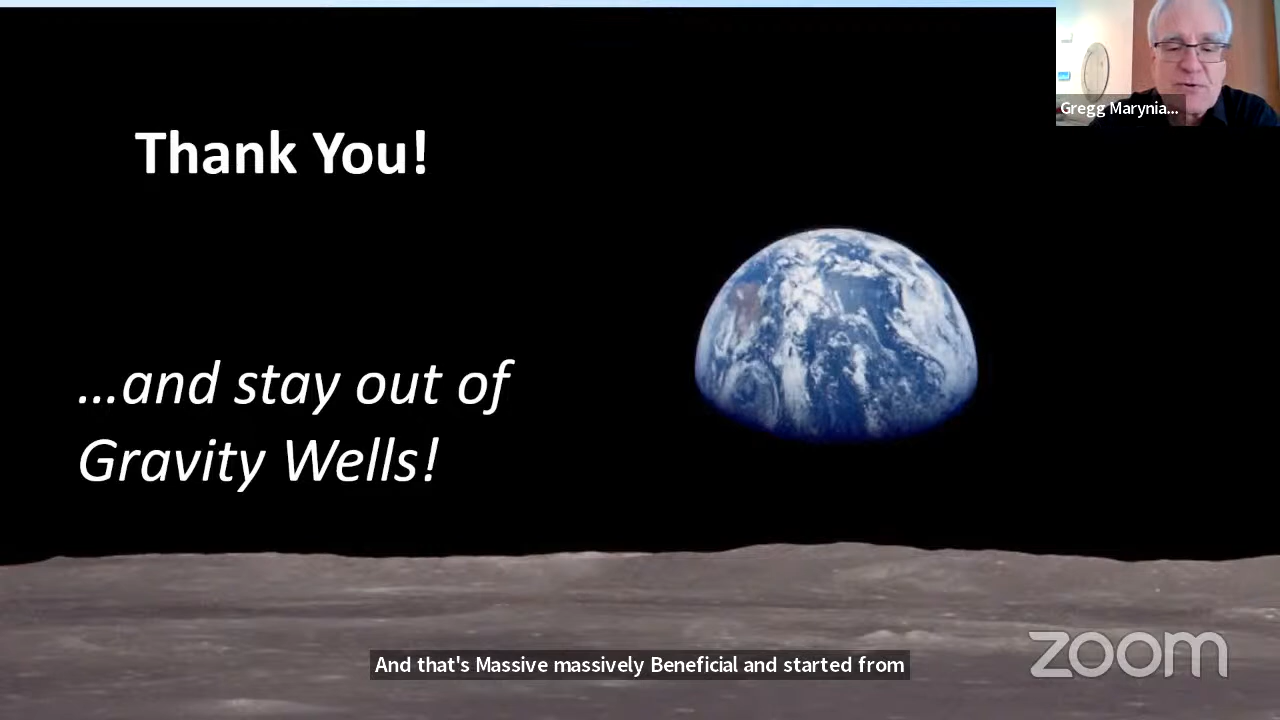 Gregg Marynia...
Thank You!
...and stay out of
Gravity Wells!
And that's Massive massively Beneficial and started from
zoom